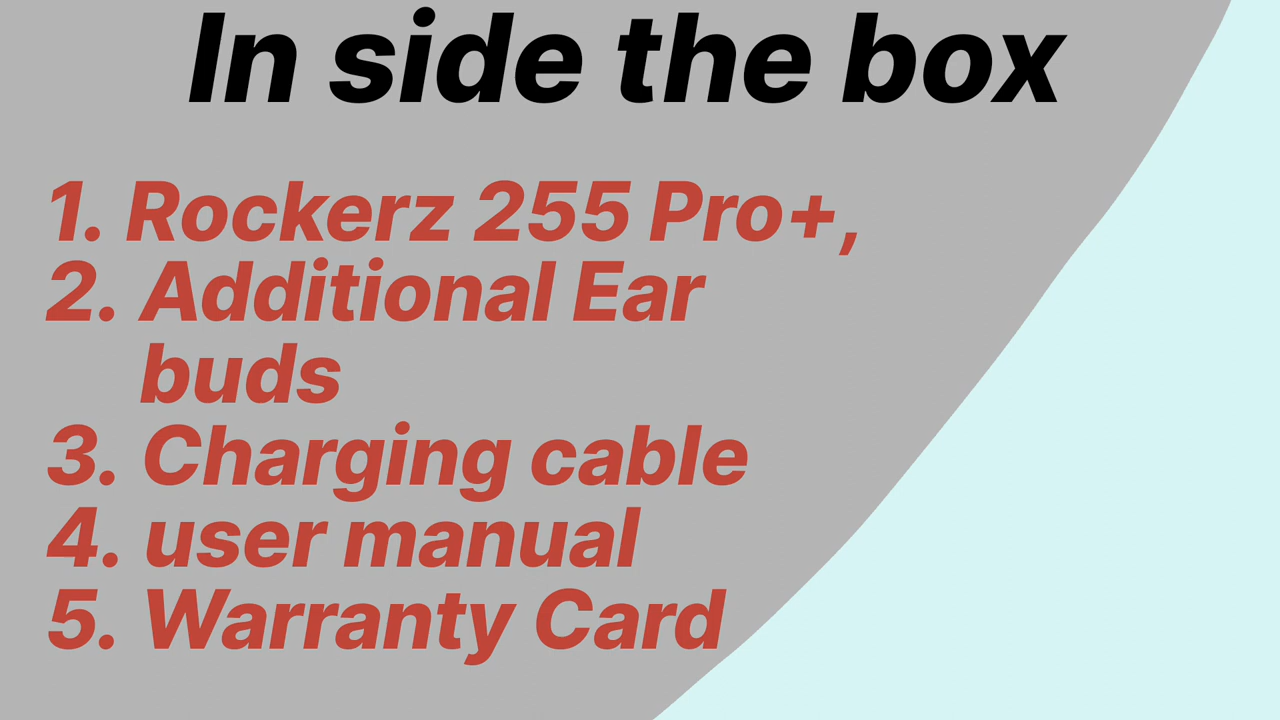 In side the box
1. Rockerz 255 Pro+,
2. Additional Ear
buds
3. Charging cable
4. user manual
5. Warranty Card